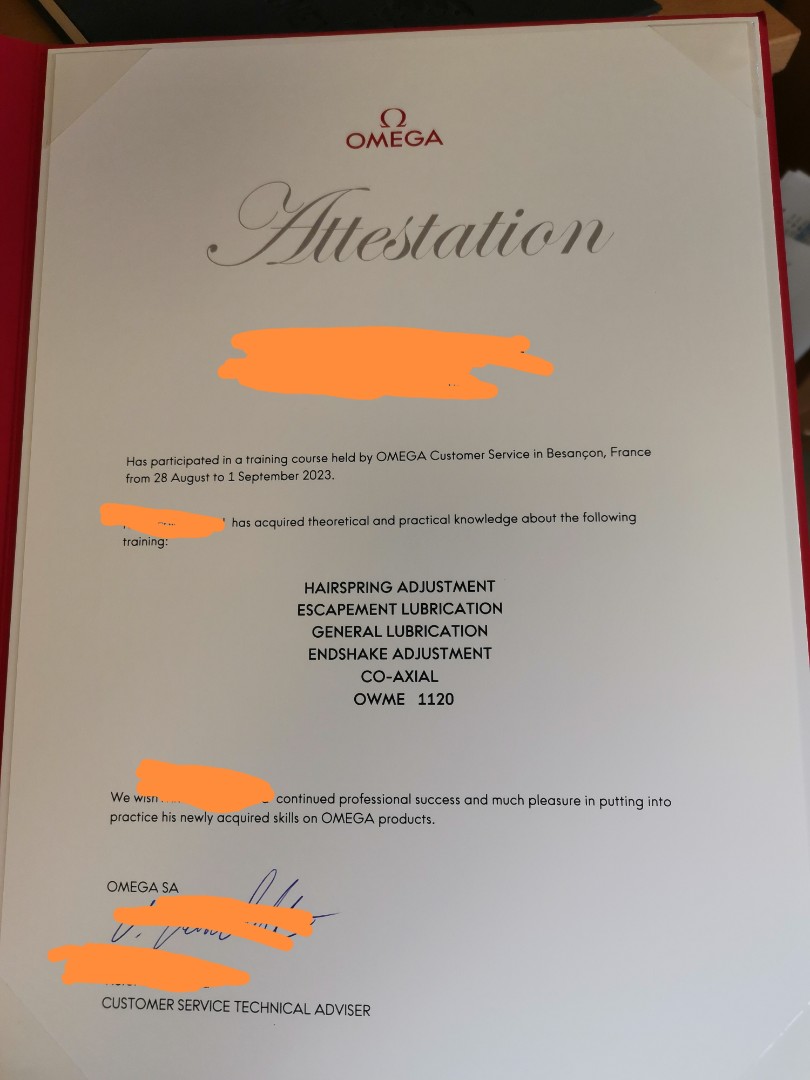 Ω
OMEGA
Attestation
Has participated in a training course held by OMEGA Customer Service in Besançon, France
from 28 August to 1 September 2023.
has acquired theoretical and practical knowledge about the following
training:
HAIRSPRING ADJUSTMENT
ESCAPEMENT LUBRICATION
GENERAL LUBRICATION
ENDSHAKE ADJUSTMENT
CO-AXIAL
OWME 1120
We wish continued professional success and much pleasure in putting into
practice his newly acquired skills on OMEGA products.
OMEGA SA
CUSTOMER SERVICE TECHNICAL ADVISER